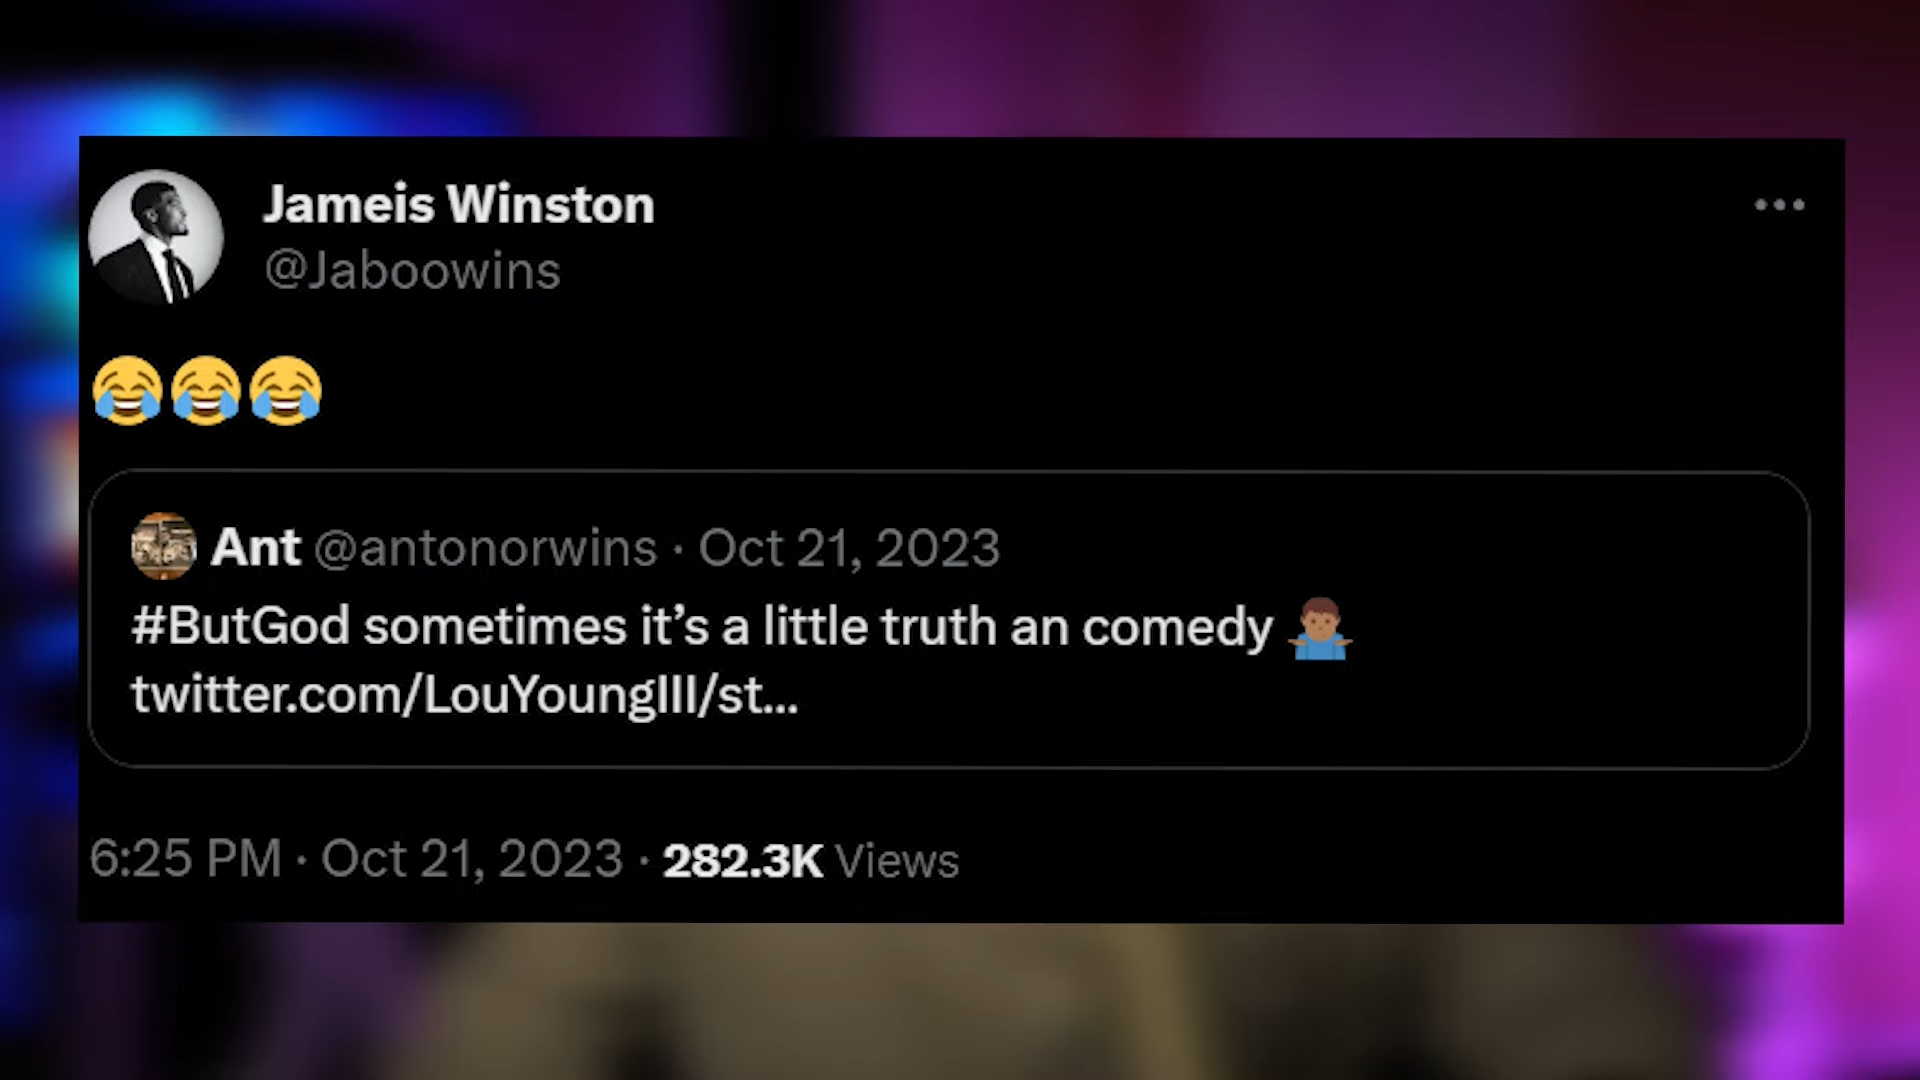 Jameis Winston
@Jaboowins
😂😂😂
Ant @antonorwins · Oct 21, 2023
#ButGod sometimes it’s a little truth an comedy 🤷🏾‍♂️
twitter.com/LouYoungIII/st...
6:25 PM · Oct 21, 2023 · 282.3K Views